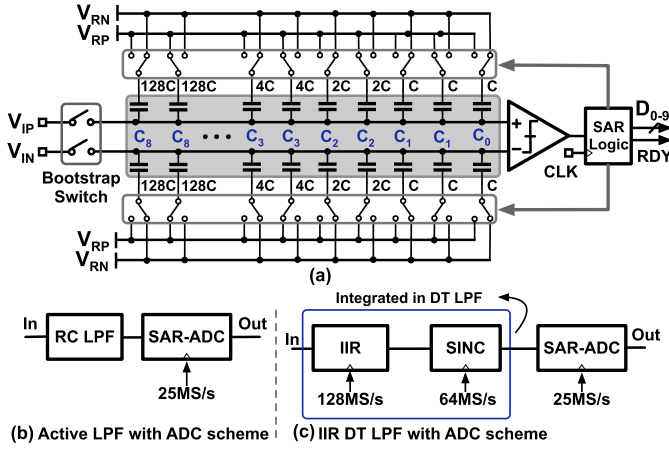 V_RN
V_RP
128C 128C 4C 4C 2C 2C C C C
V_IP
V_IN
C_8 C_8 ••• C_3 C_3 C_2 C_2 C_1 C_1 C_0
+
−
SAR
Logic
D_0-9
RDY
CLK
Bootstrap
Switch
128C 128C 4C 4C 2C 2C C C C
V_RP
V_RN
(a)
In
RC LPF
SAR-ADC
Out
25MS/s
(b) Active LPF with ADC scheme
Integrated in DT LPF
In
IIR
SINC
SAR-ADC
Out
128MS/s
64MS/s
25MS/s
(c) IIR DT LPF with ADC scheme